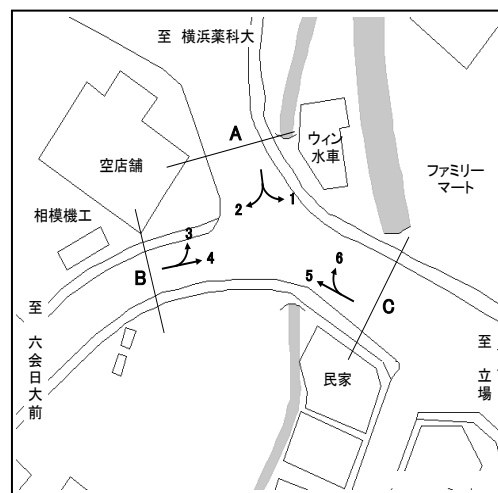 至 横浜薬科大
A
ウィン
水車
空店舗
ファミリー
マート
1
2
相模機工
3
4
B
6
5
C
至 六会日大前
至 立場
民家